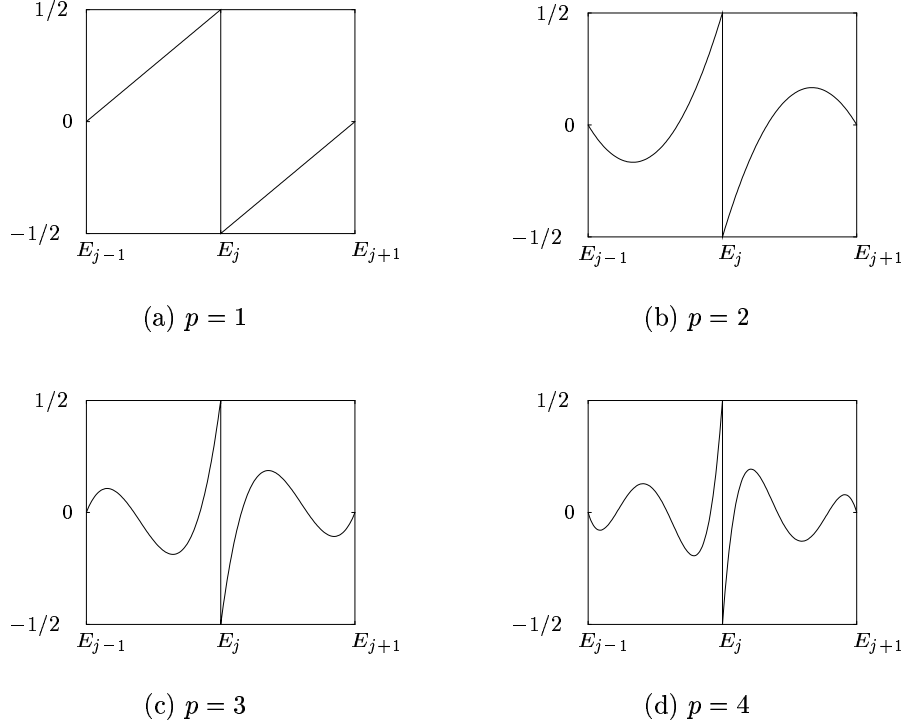 1/2
0
−1/2
E_{j−1} E_j E_{j+1}
(a) p = 1
1/2
0
−1/2
E_{j−1} E_j E_{j+1}
(b) p = 2
1/2
0
−1/2
E_{j−1} E_j E_{j+1}
(c) p = 3
1/2
0
−1/2
E_{j−1} E_j E_{j+1}
(d) p = 4